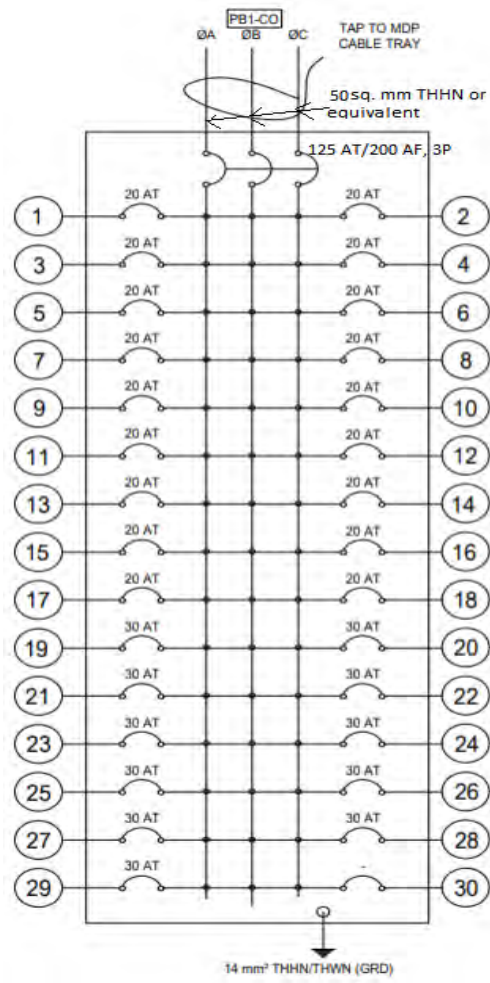 PB1-CO
ØA ØB ØC
TAP TO MDP
CABLE TRAY
50sq. mm THHN or
equivalent
125 AT/200 AF, 3P
20 AT 20 AT
1 2
20 AT 20 AT
3 4
20 AT 20 AT
5 6
20 AT 20 AT
7 8
20 AT 20 AT
9 10
20 AT 20 AT
11 12
20 AT 20 AT
13 14
20 AT 20 AT
15 16
20 AT 20 AT
17 18
30 AT 30 AT
19 20
30 AT 30 AT
21 22
30 AT 30 AT
23 24
30 AT 30 AT
25 26
30 AT 30 AT
27 28
30 AT -
29 30
14 mm² THHN/THWN (GRD)